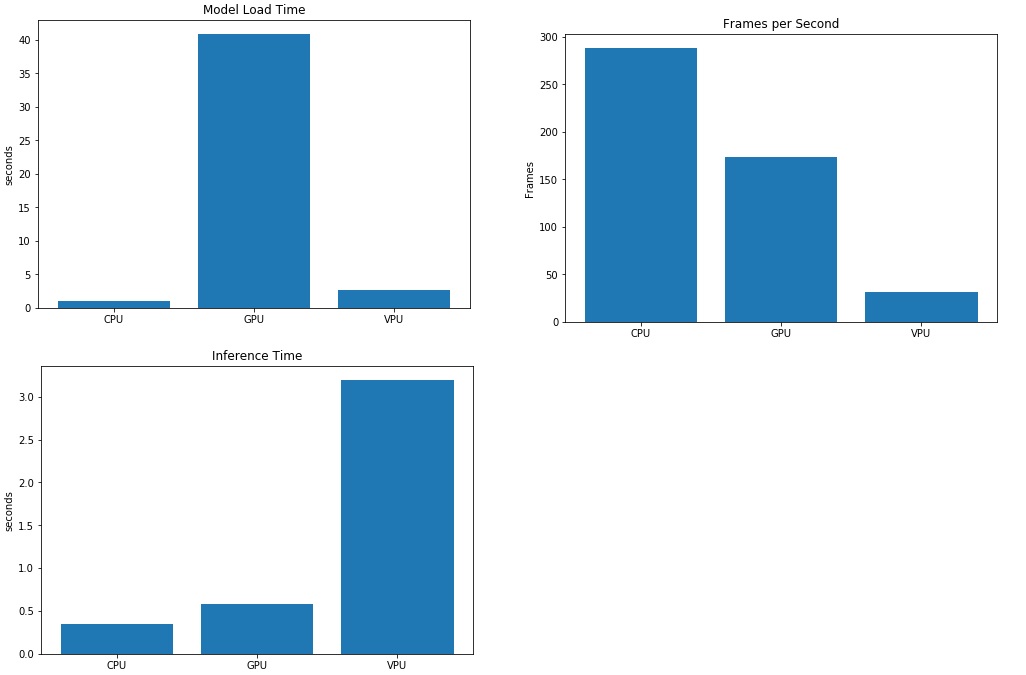 Model Load Time
40
35
30
25
20
15
10
5
0
seconds
CPU GPU VPU
Frames per Second
300
250
200
150
100
50
0
Frames
CPU GPU VPU
Inference Time
3.0
2.5
2.0
1.5
1.0
0.5
0.0
seconds
CPU GPU VPU